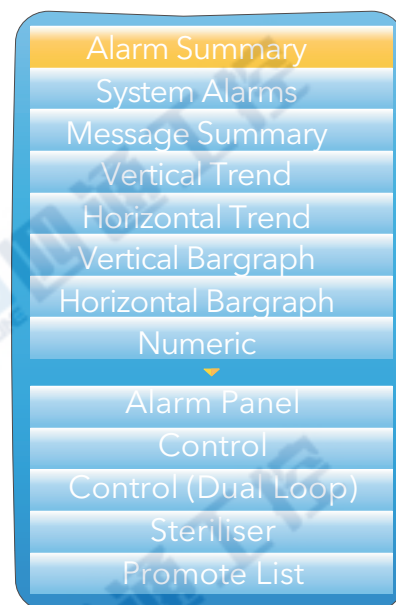 Alarm Summary
System Alarms
Message Summary
Vertical Trend
Horizontal Trend
Vertical Bargraph
Horizontal Bargraph
Numeric
Alarm Panel
Control
Control (Dual Loop)
Steriliser
Promote List